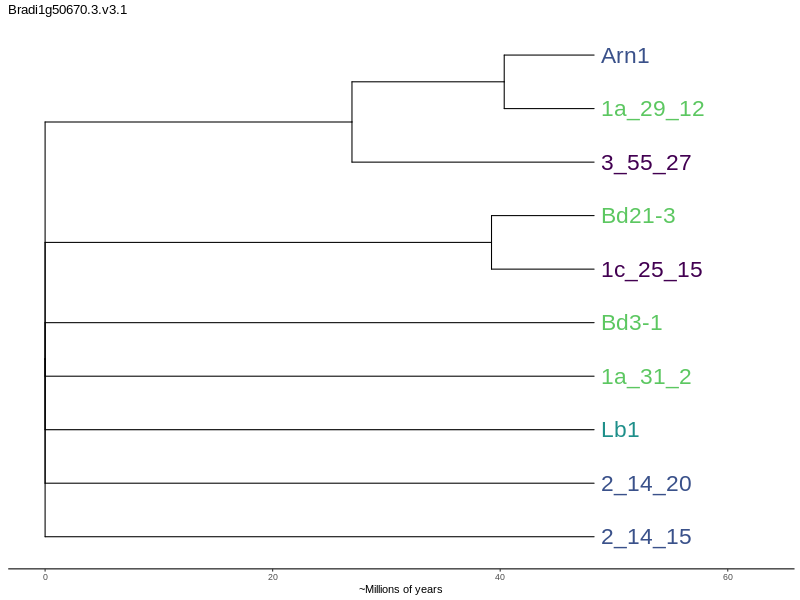 Bradi1g50670.3.v3.1
Arn1
1a_29_12
3_55_27
Bd21-3
1c_25_15
Bd3-1
1a_31_2
Lb1
2_14_20
2_14_15
0 20 40 60
~Millions of years